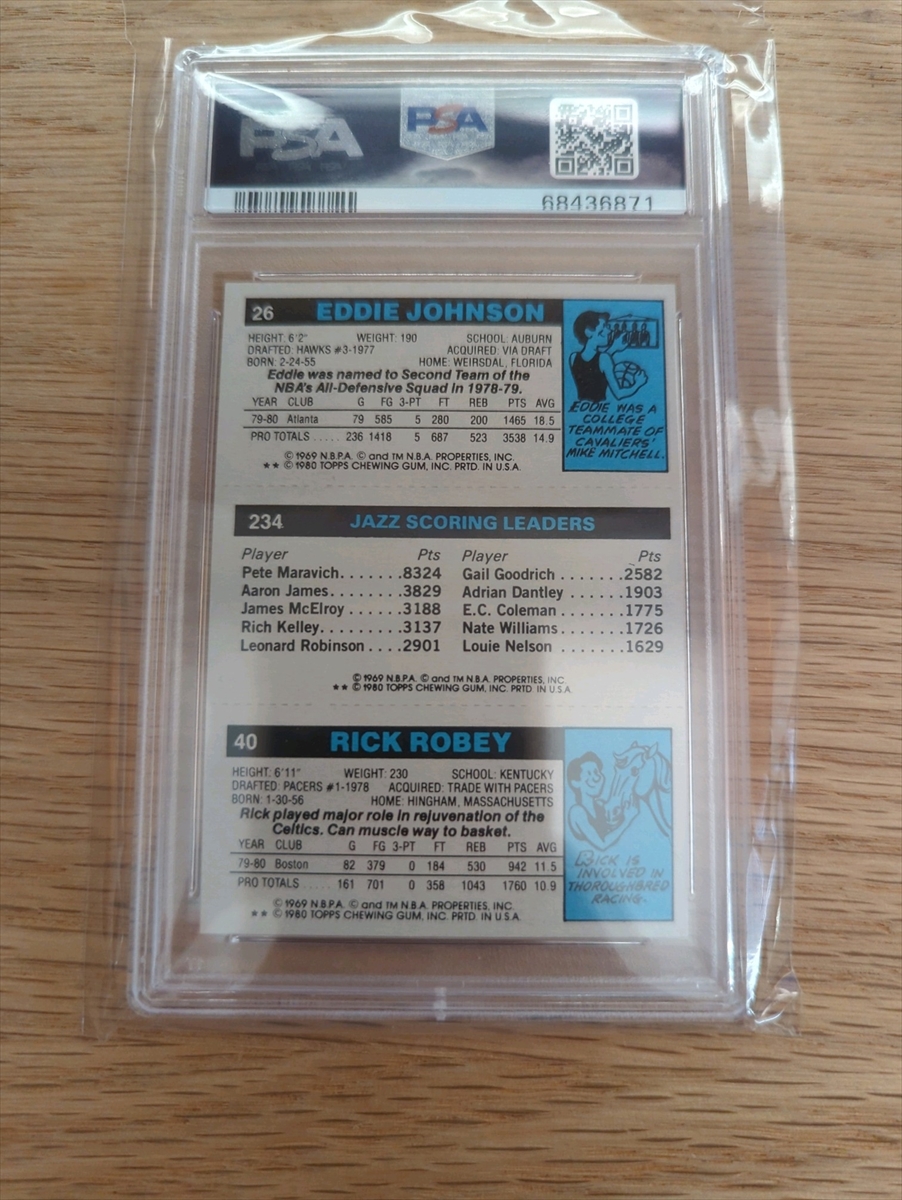 PSA
PSA
68436871
26 EDDIE JOHNSON
HEIGHT: 6'2" WEIGHT: 190 SCHOOL: AUBURN
DRAFTED: HAWKS #3-1977 ACQUIRED: VIA DRAFT
BORN: 2-24-55 HOME: WEIRSDAL, FLORIDA
Eddie was named to Second Team of the
NBA's All-Defensive Squad in 1978-79.
YEAR CLUB G FG 3-PT FT REB PTS AVG
79-80 Atlanta 79 585 5 280 200 1465 18.5
PRO TOTALS ..... 236 1418 5 687 523 3538 14.9
© 1969 N.B.P.A. © and TM N.B.A. PROPERTIES, INC.
** © 1980 TOPPS CHEWING GUM, INC. PRTD. IN U.S.A.
EDDIE WAS A
COLLEGE
TEAMMATE OF
CAVALIERS'
MIKE MITCHELL.
234 JAZZ SCORING LEADERS
Player Pts Player Pts
Pete Maravich.......8324 Gail Goodrich.......2582
Aaron James........3829 Adrian Dantley ......1903
James McElroy ......3188 E.C. Coleman.......1775
Rich Kelley.........3137 Nate Williams.......1726
Leonard Robinson ....2901 Louie Nelson .......1629
© 1969 N.B.P.A. © and TM N.B.A. PROPERTIES, INC.
** © 1980 TOPPS CHEWING GUM, INC. PRTD. IN U.S.A.
40 RICK ROBEY
HEIGHT: 6'11" WEIGHT: 230 SCHOOL: KENTUCKY
DRAFTED: PACERS #1-1978 ACQUIRED: TRADE WITH PACERS
BORN: 1-30-56 HOME: HINGHAM, MASSACHUSETTS
Rick played major role in rejuvenation of the
Celtics. Can muscle way to basket.
YEAR CLUB G FG 3-PT FT REB PTS AVG
79-80 Boston 82 379 0 184 530 942 11.5
PRO TOTALS ..... 161 701 0 358 1043 1760 10.9
© 1969 N.B.P.A. © and TM N.B.A. PROPERTIES, INC.
** © 1980 TOPPS CHEWING GUM, INC. PRTD. IN U.S.A.
RICK IS
INVOLVED IN
THOROUGHBRED
RACING.